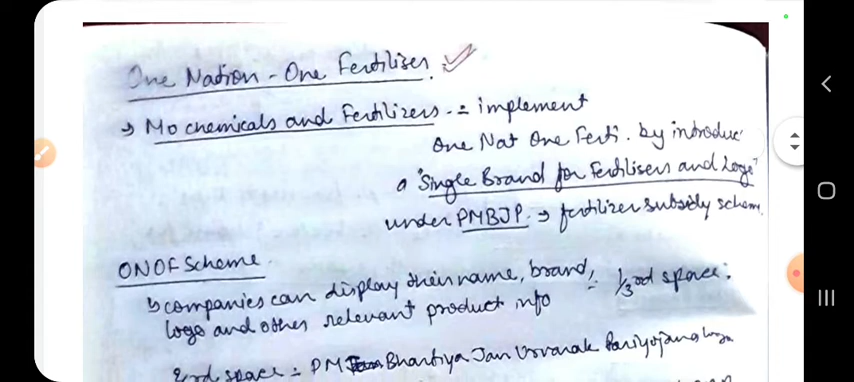 One Nation - One Fertiliser.
→ Mo chemicals and Fertilizers - = implement
One Nat One Ferti. by introduc
a "Single Brand for Fertilisers and Logo"
under PMBJP. → fertilizer subsidy schem.
ONOF Scheme
↳ companies can display their name, brand, = 1/3rd space.
logo and other relevant product info
space = PM Bhartiya Jan Urvarak Pariyojana logo